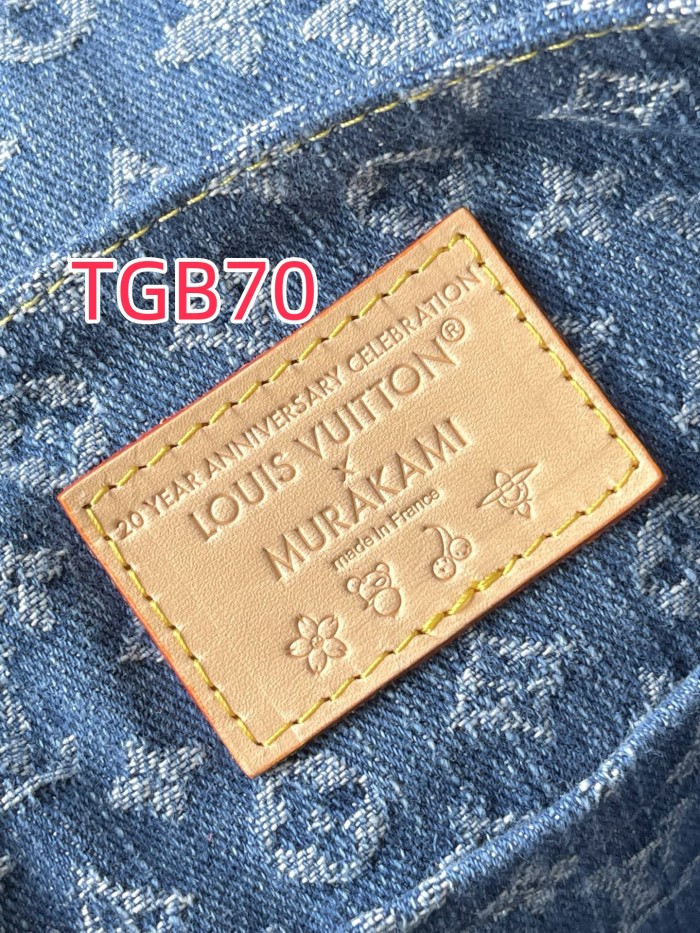 TGB70
20 YEAR ANNIVERSARY CELEBRATION
LOUIS VUITTON®
x
MURAKAMI
made in France